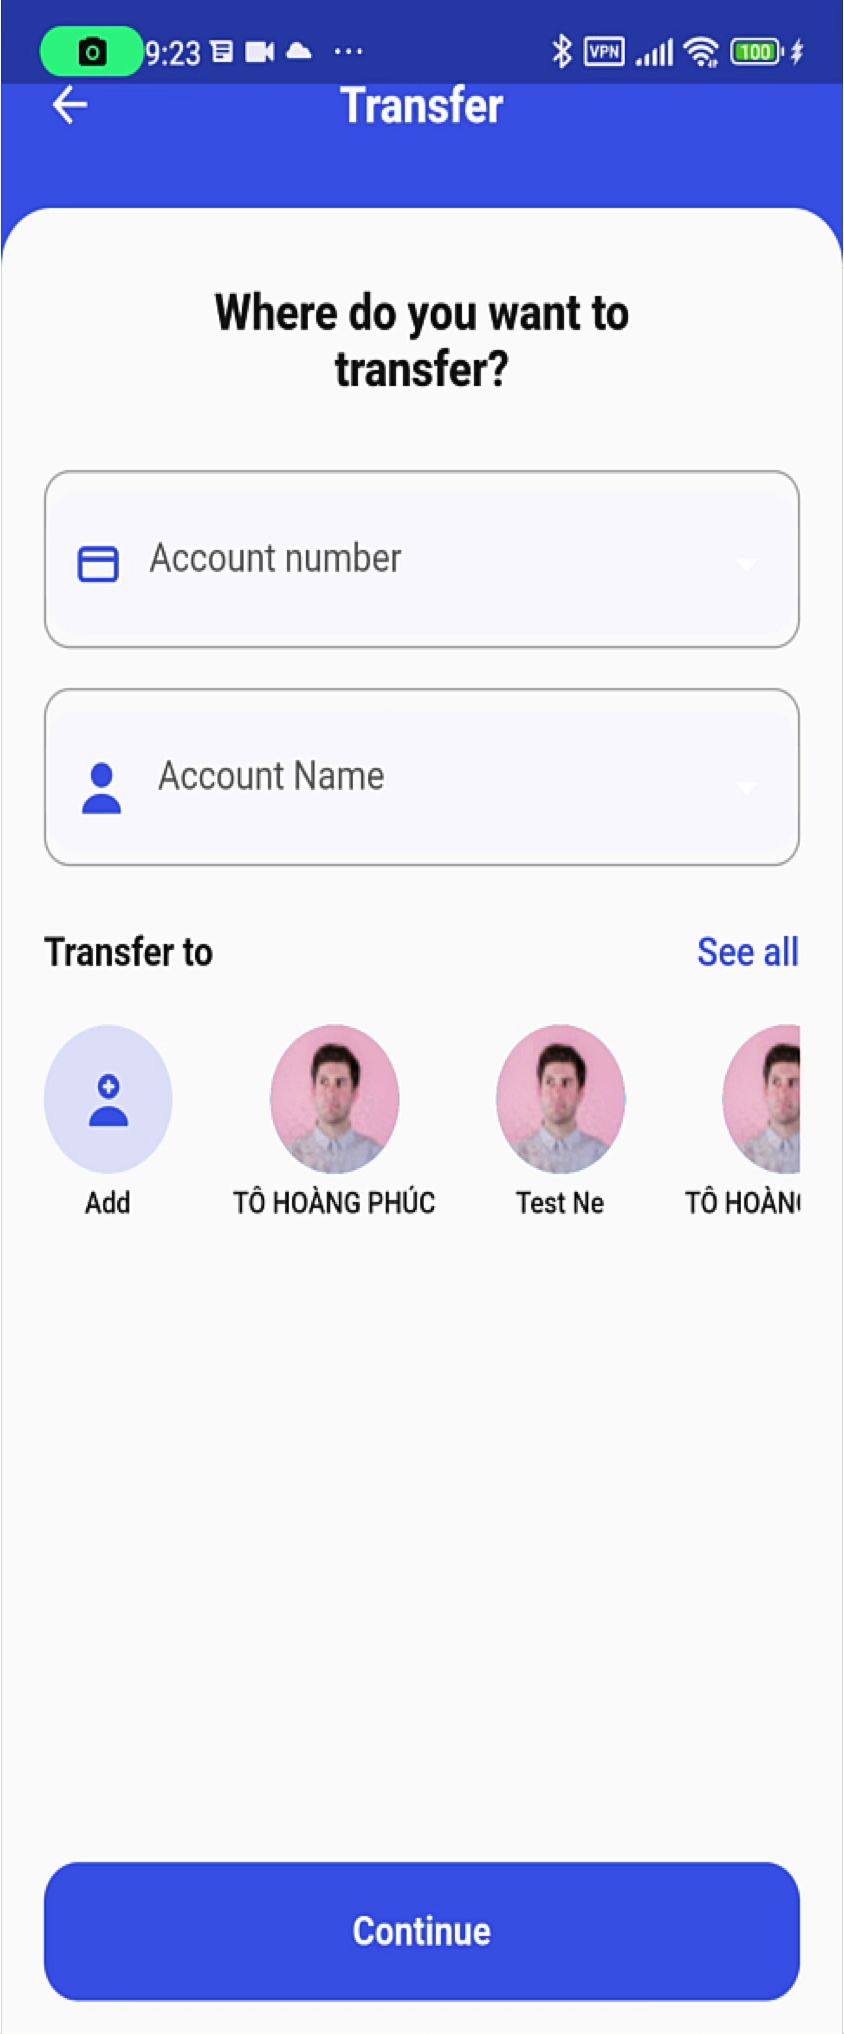 9:23 VPN 100
Transfer
Where do you want to
transfer?
Account number
Account Name
Transfer to See all
Add TÔ HOÀNG PHÚC Test Ne TÔ HOÀN
Continue